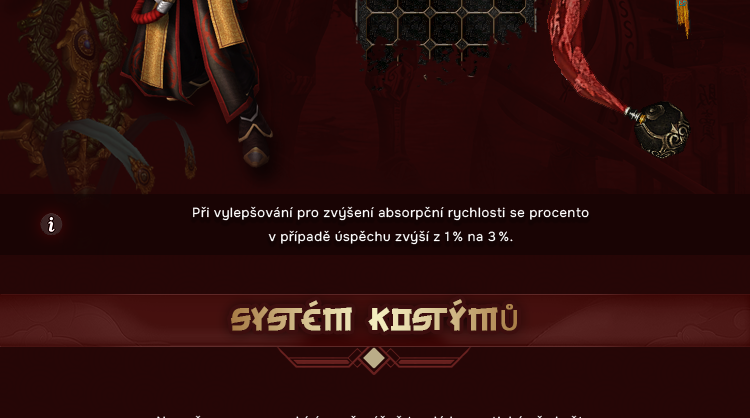 Při vylepšování pro zvýšení absorpční rychlosti se procento
v případě úspěchu zvýší z 1 % na 3 %.
SYSTÉM KOSTÝMŮ